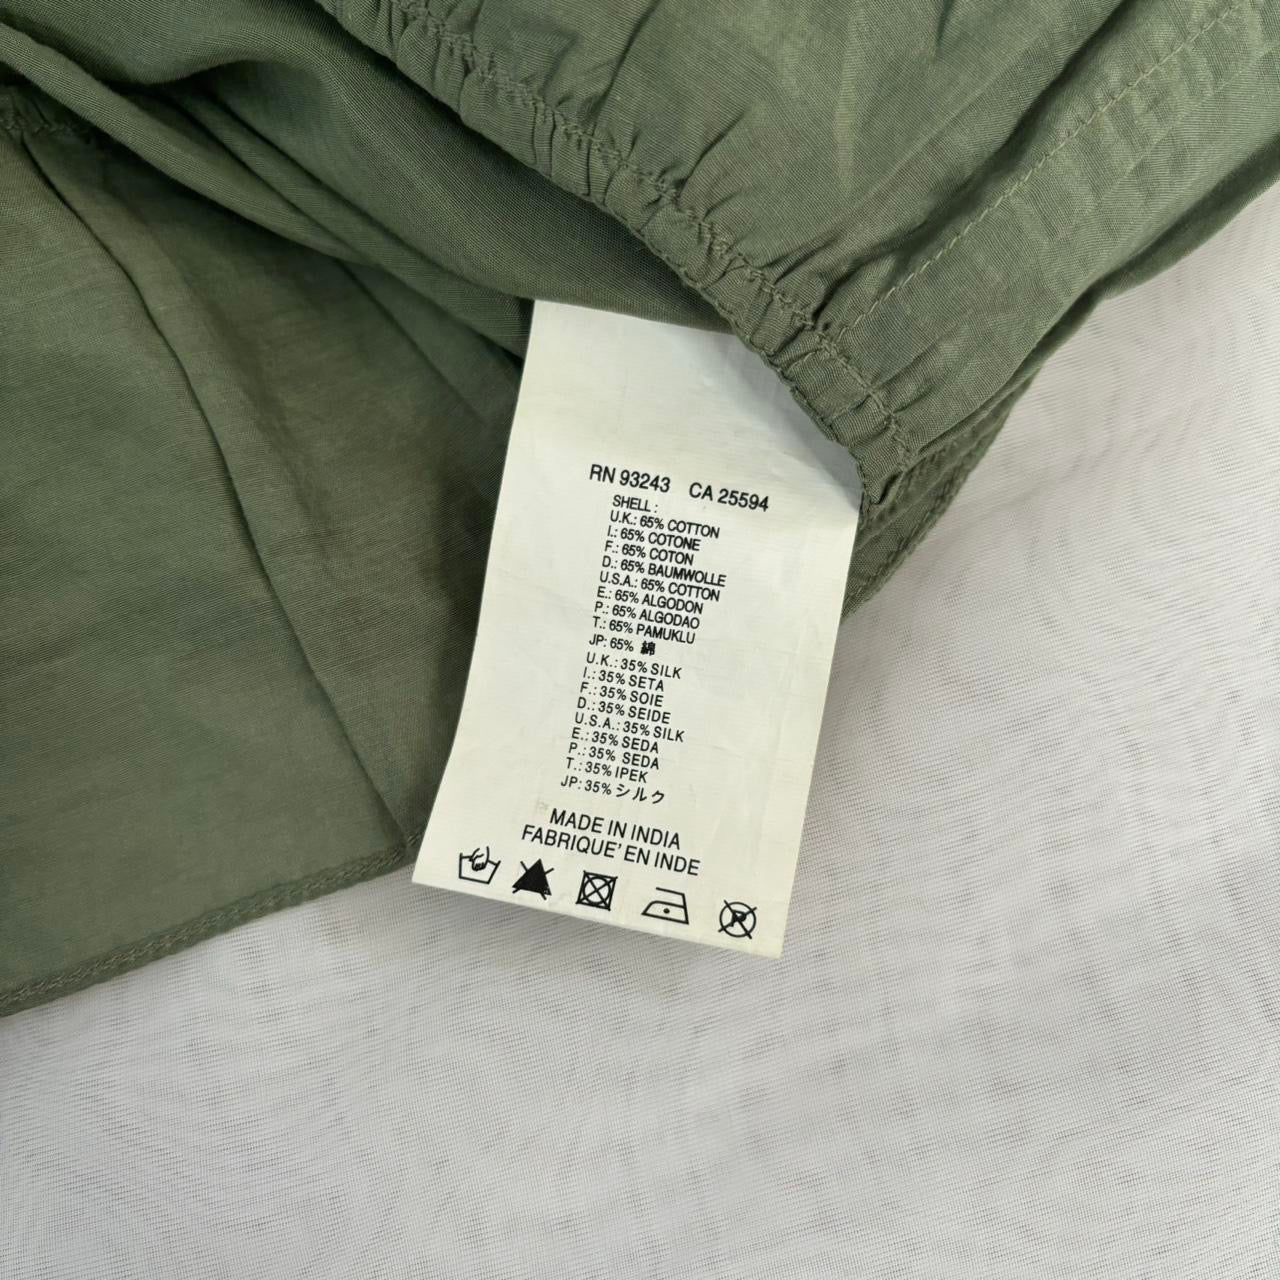 RN 93243 CA 25594
SHELL :
U.K.: 65% COTTON
I.: 65% COTONE
F.: 65% COTON
D.: 65% BAUMWOLLE
U.S.A.: 65% COTTON
E.: 65% ALGODON
P.: 65% ALGODAO
T.: 65% PAMUKLU
JP: 65% 綿
U.K.: 35% SILK
I.: 35% SETA
F.: 35% SOIE
D.: 35% SEIDE
U.S.A.: 35% SILK
E.: 35% SEDA
P.: 35% SEDA
T.: 35% IPEK
JP: 35% シルク
MADE IN INDIA
FABRIQUE' EN INDE
P